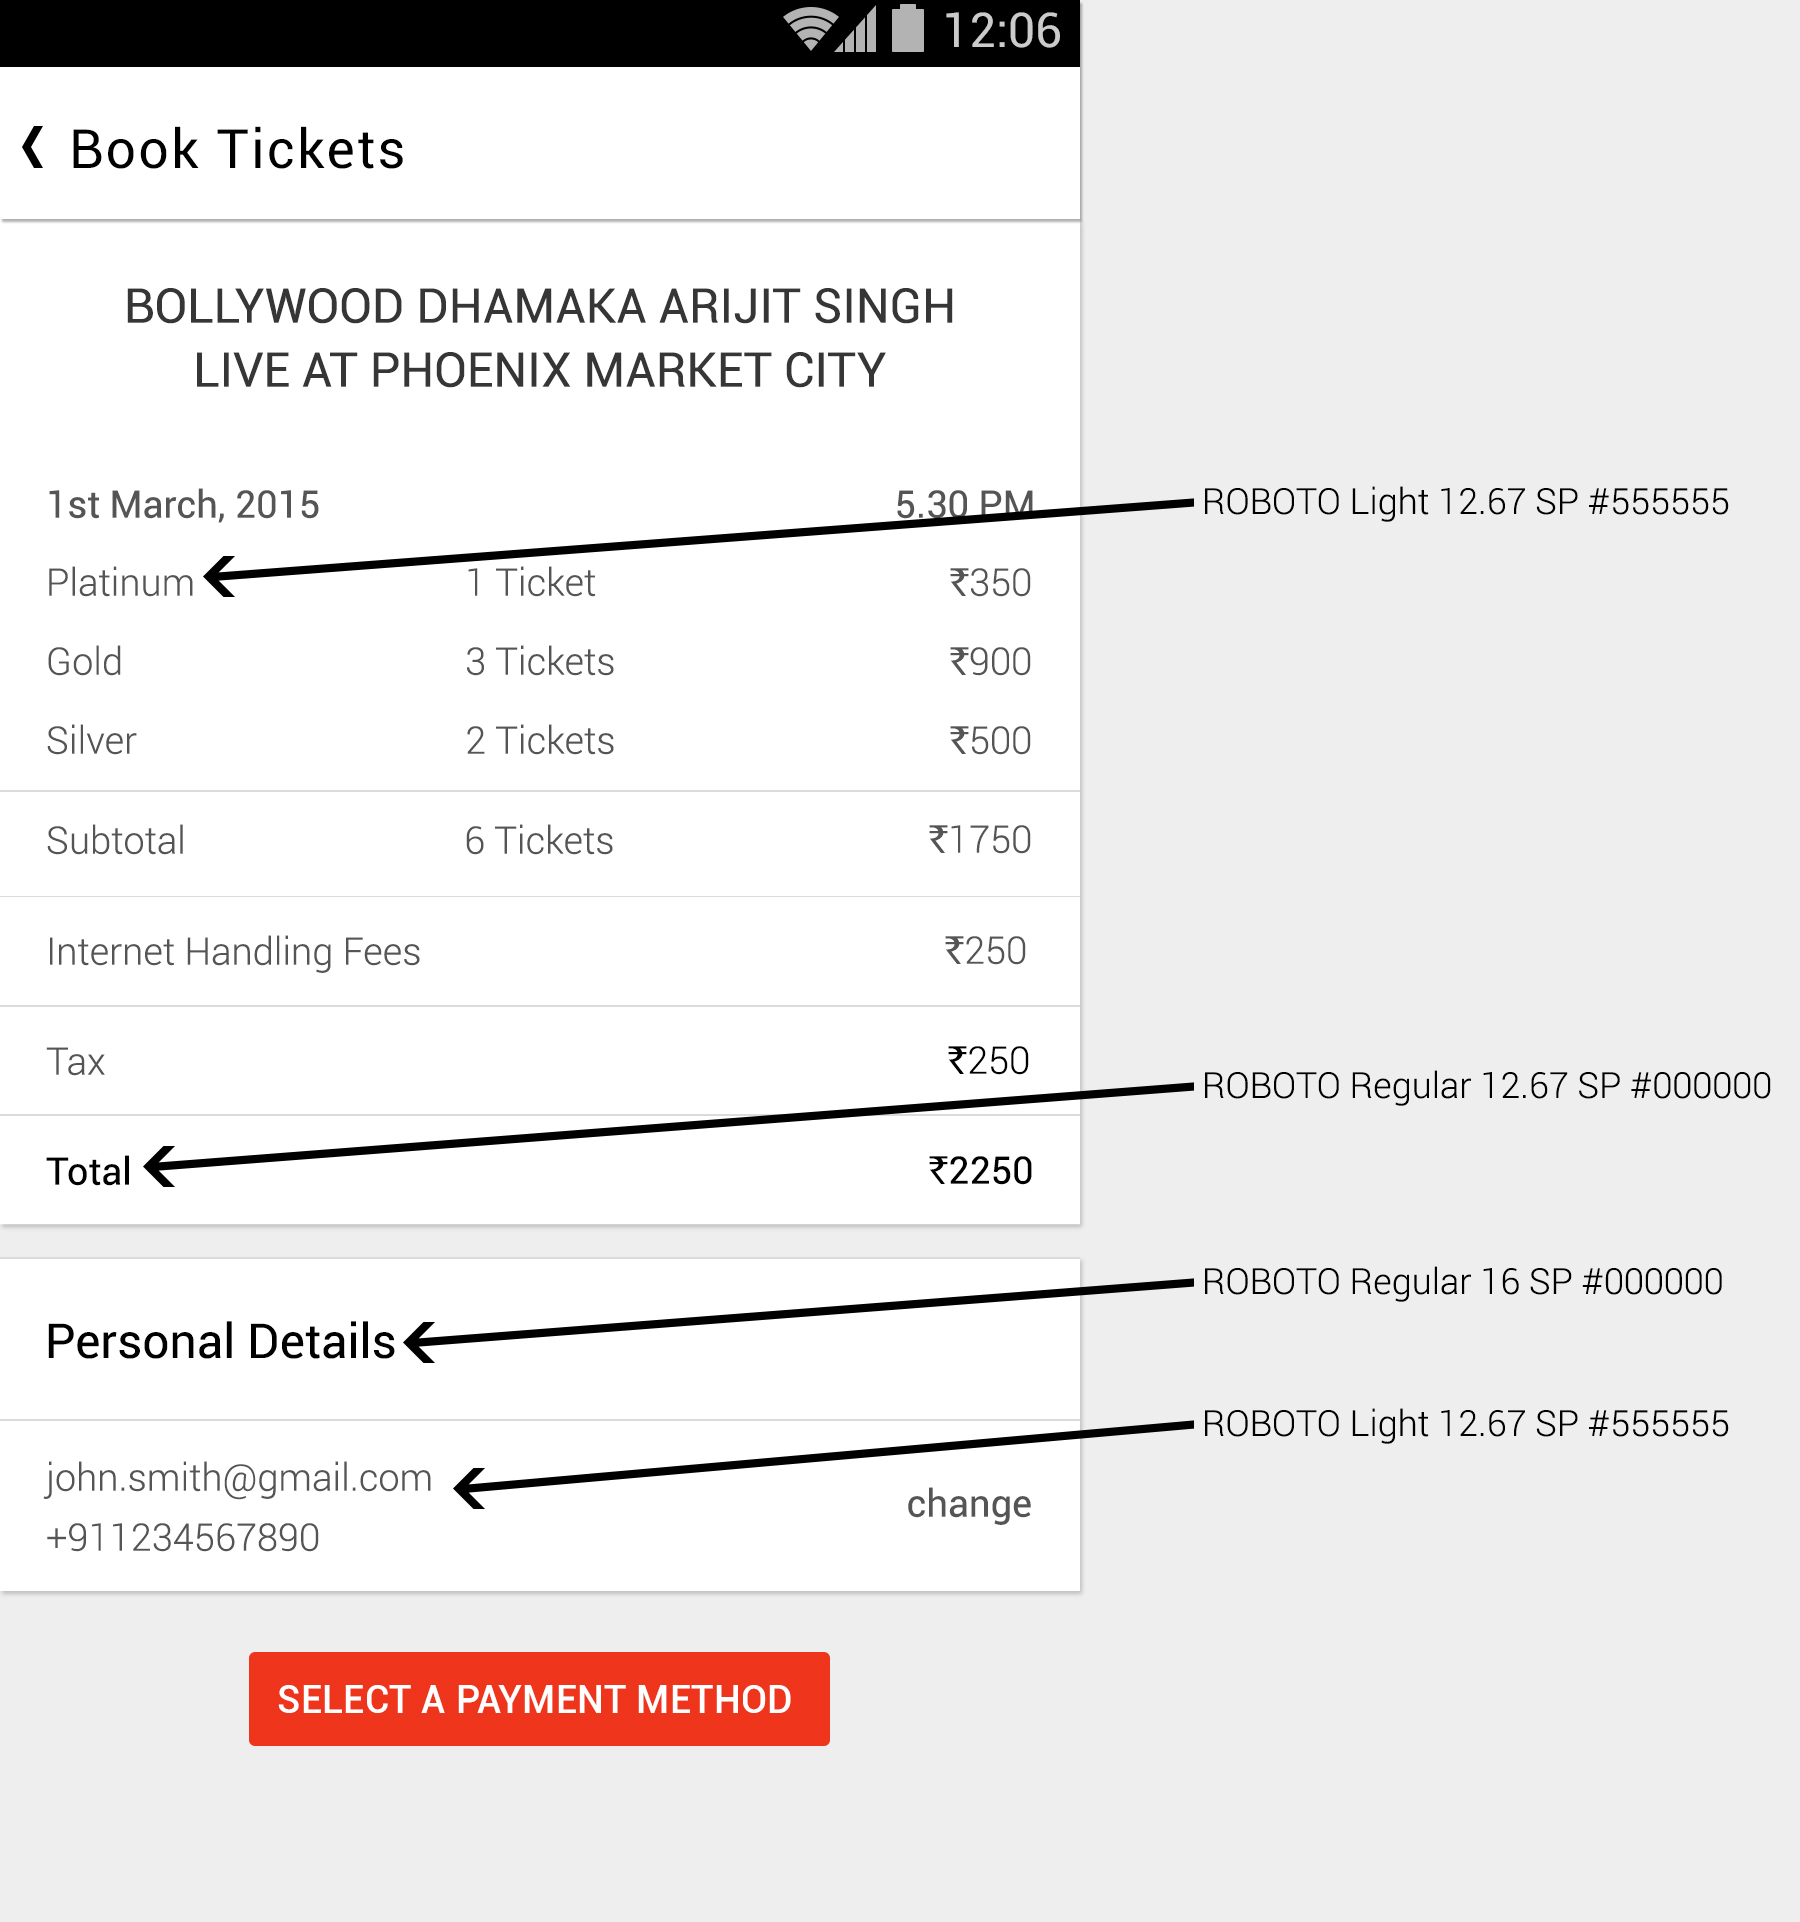 12:06
Book Tickets
BOLLYWOOD DHAMAKA ARIJIT SINGH
LIVE AT PHOENIX MARKET CITY
1st March, 2015 5.30 PM ROBOTO Light 12.67 SP #555555
Platinum 1 Ticket ₹350
Gold 3 Tickets ₹900
Silver 2 Tickets ₹500
Subtotal 6 Tickets ₹1750
Internet Handling Fees ₹250
Tax ₹250
ROBOTO Regular 12.67 SP #000000
Total ₹2250
ROBOTO Regular 16 SP #000000
Personal Details
ROBOTO Light 12.67 SP #555555
john.smith@gmail.com
change
+911234567890
SELECT A PAYMENT METHOD